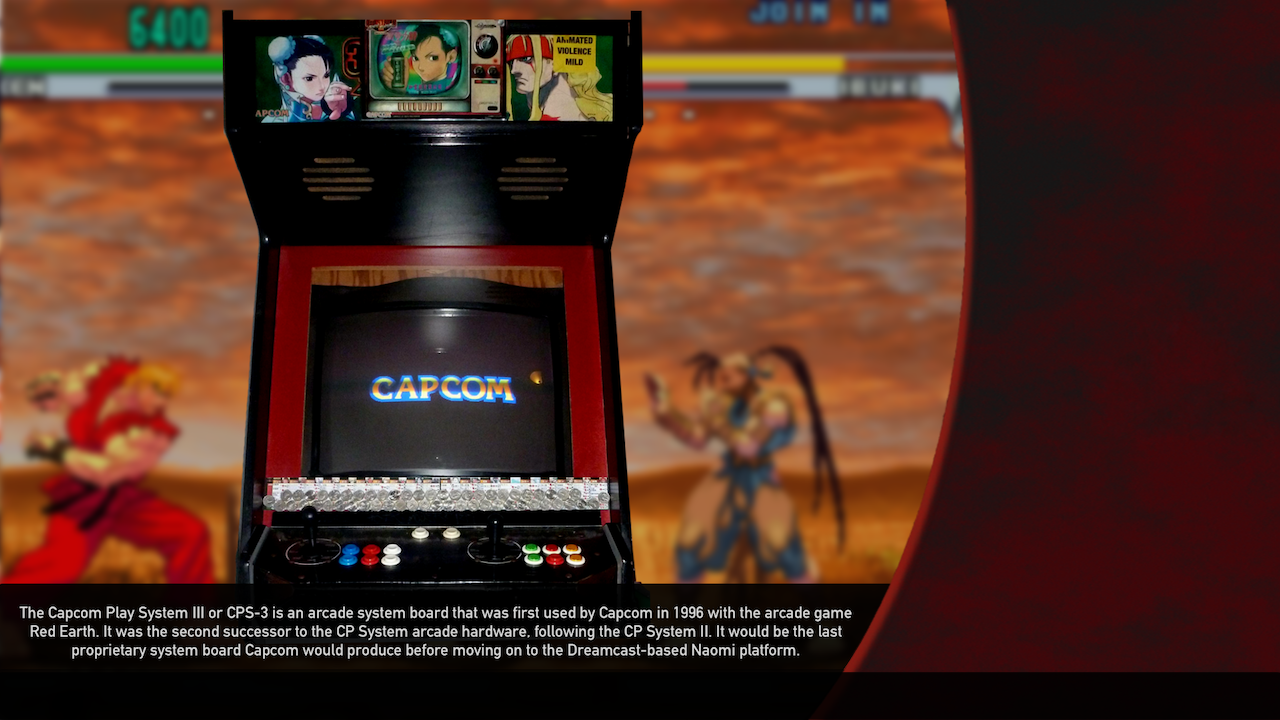 6400
JOIN IN
ANIMATED
VIOLENCE
MILD
CAPCOM
CAPCOM
The Capcom Play System III or CPS-3 is an arcade system board that was first used by Capcom in 1996 with the arcade game
Red Earth. It was the second successor to the CP System arcade hardware, following the CP System II. It would be the last
proprietary system board Capcom would produce before moving on to the Dreamcast-based Naomi platform.